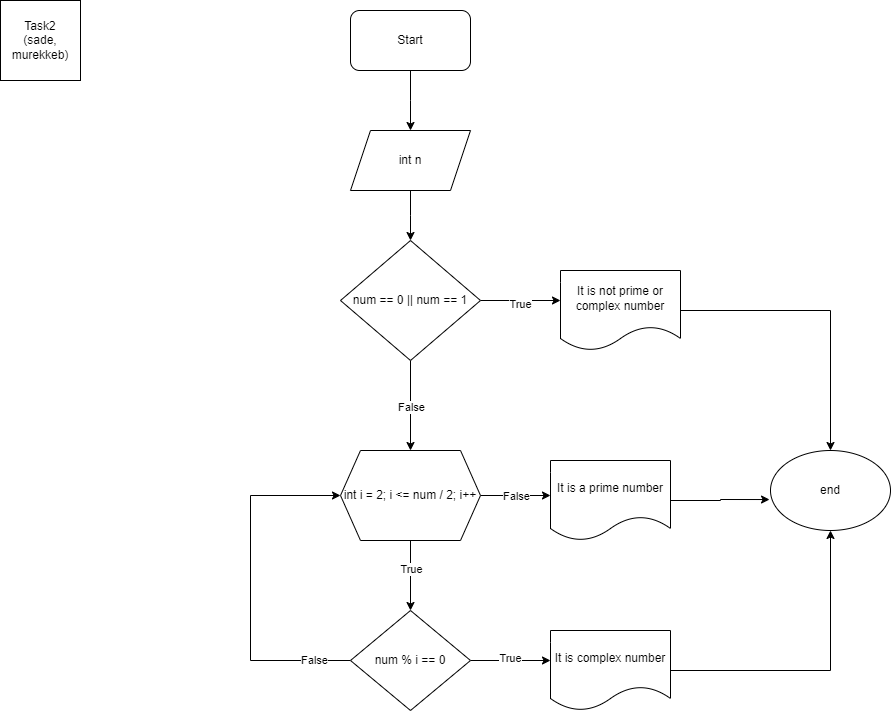 Task2
(sade,
murekkeb)
Start
int n
num == 0 || num == 1
True
It is not prime or
complex number
False
int i = 2; i <= num / 2; i++
False
It is a prime number
end
True
num % i == 0
False
True
It is complex number